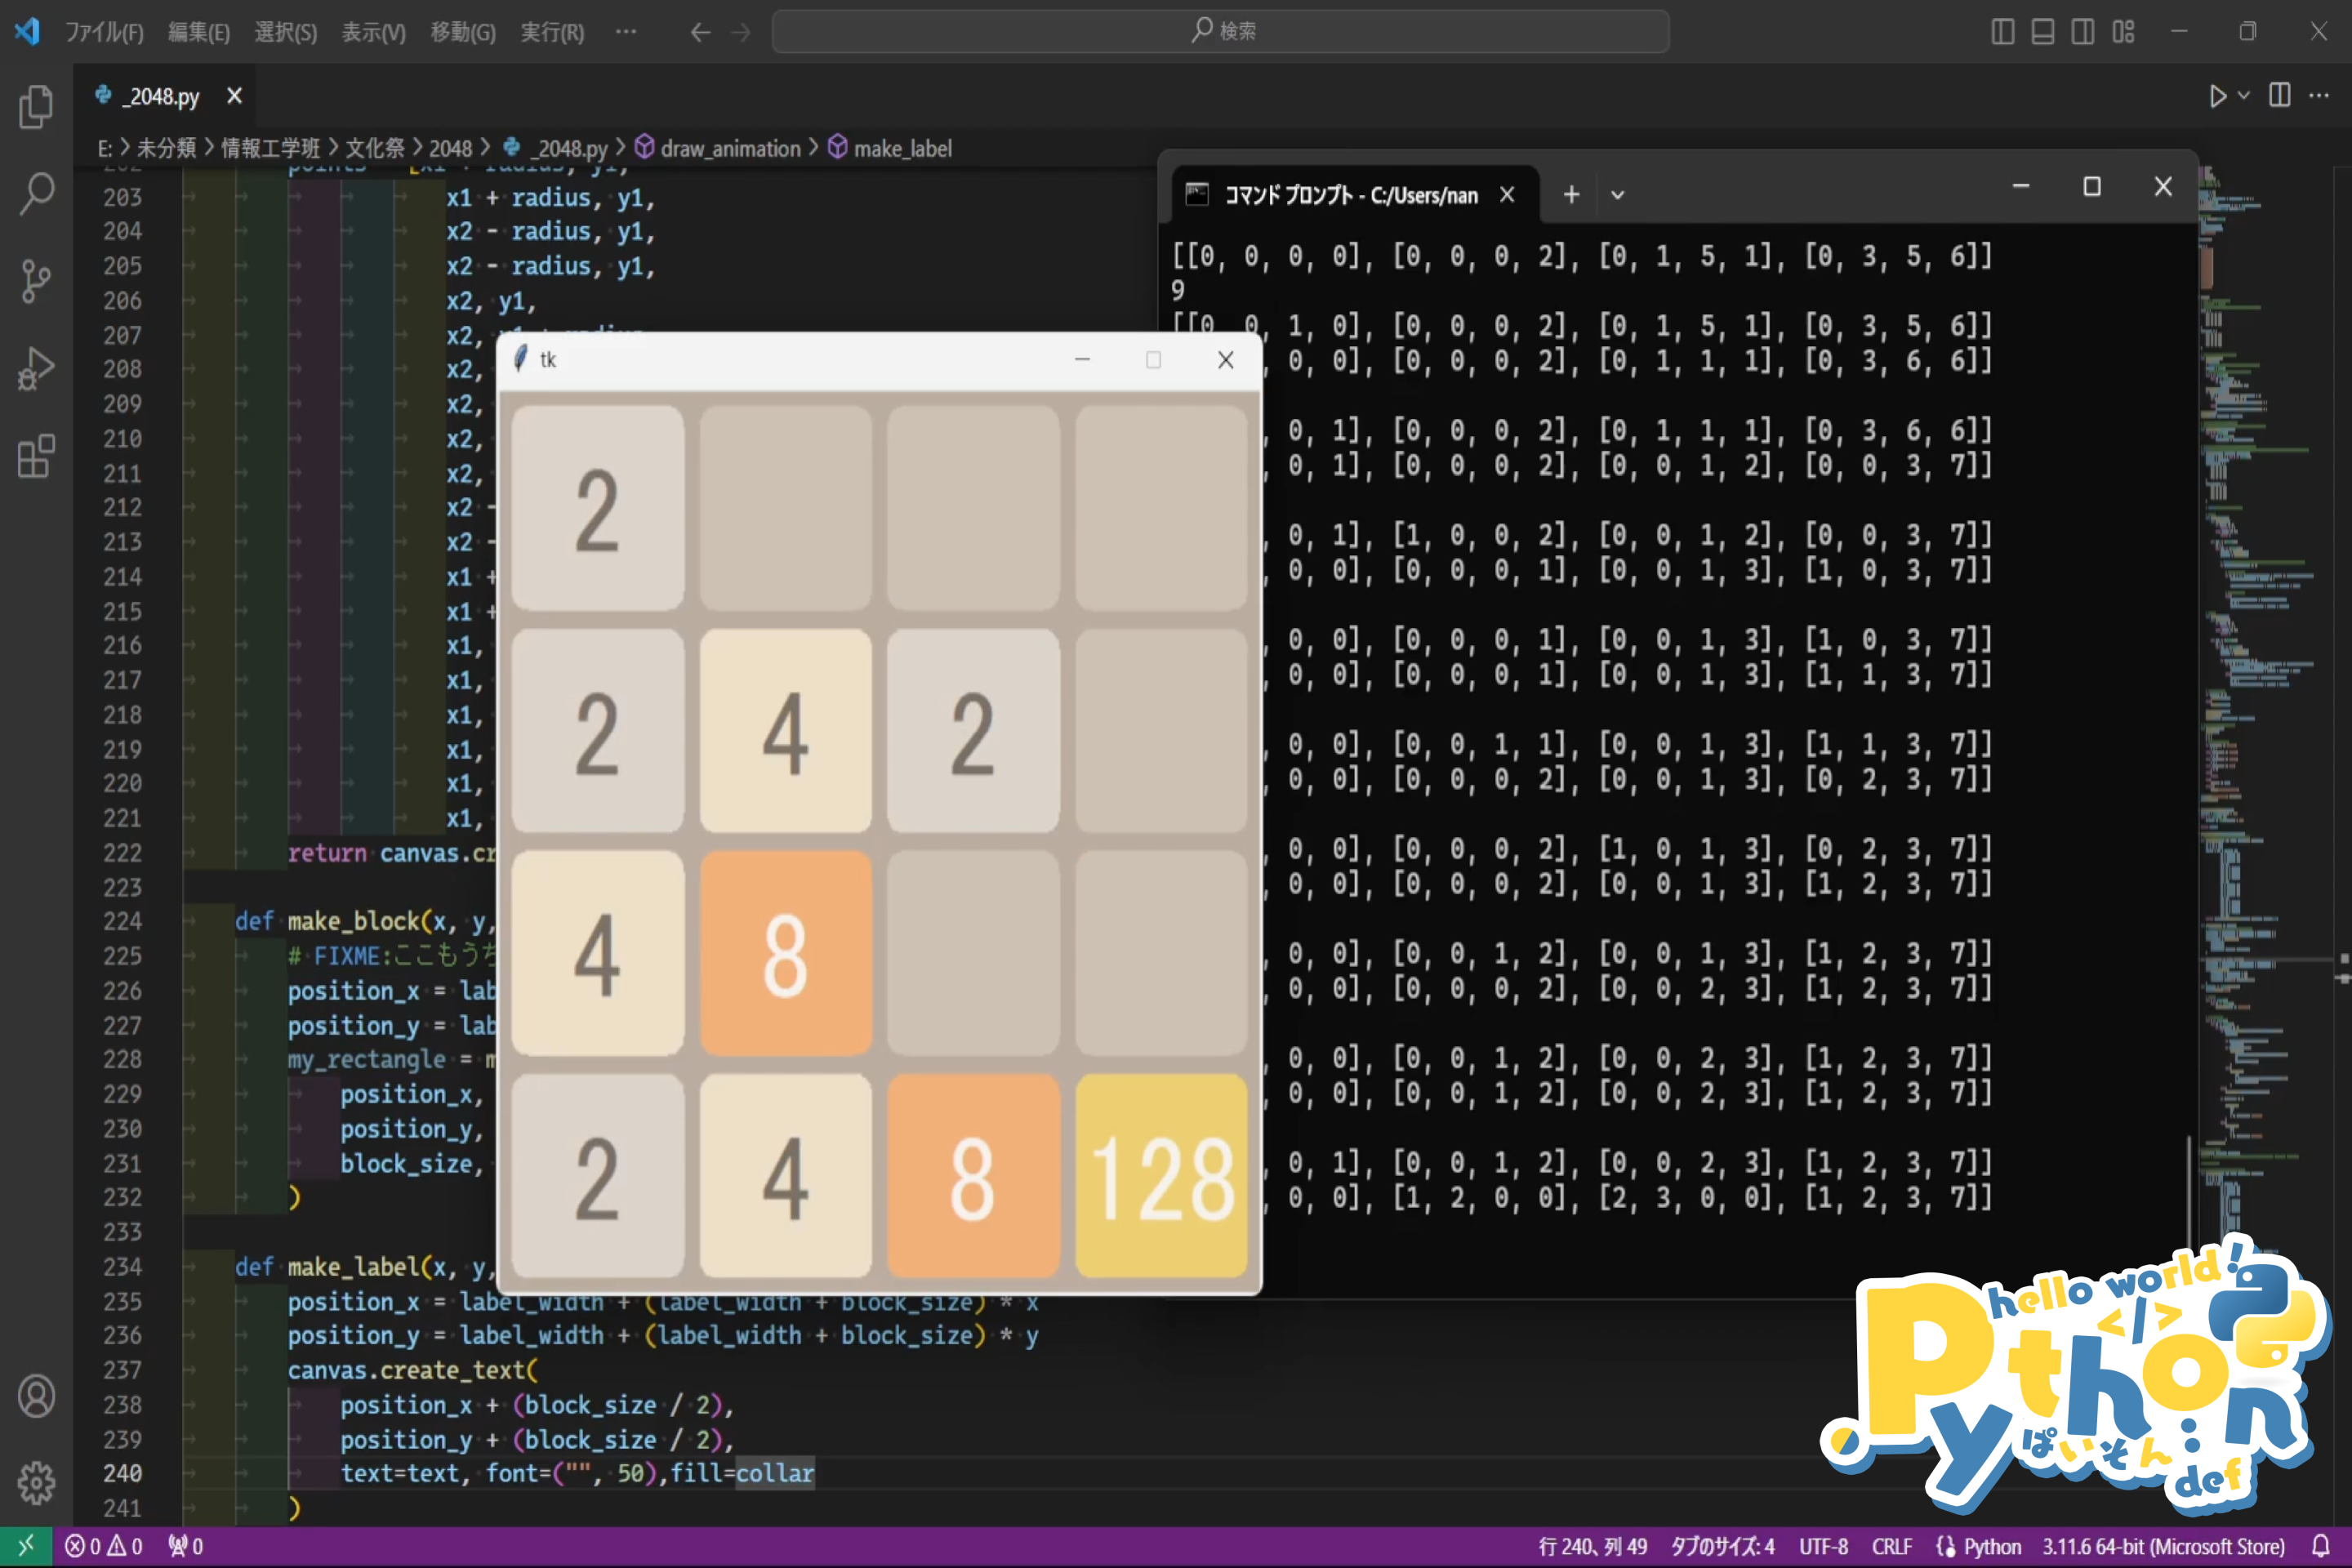 ファイル(F) 編集(E) 選択(S) 表示(V) 移動(G) 実行(R) ··· 検索
_2048.py
E: > 未分類 > 情報工学班 > 文化祭 > 2048 > _2048.py > draw_animation > make_label
203 x1 + radius, y1,
204 x2 - radius, y1,
205 x2 - radius, y1,
206 x2, y1,
207 x2,
208 x2,
209 x2,
210 x2,
211 x2,
212 x2 -
213 x2 -
214 x1 +
215 x1 +
216 x1,
217 x1,
218 x1,
219 x1,
220 x1,
221 x1,
222 return canvas.cr
223
224 def make_block(x, y,
225 # FIXME:ここもうち
226 position_x = lab
227 position_y = lab
228 my_rectangle = m
229 position_x,
230 position_y,
231 block_size,
232 )
233
234 def make_label(x, y,
235 position_x = label_width + (label_width + block_size) * x
236 position_y = label_width + (label_width + block_size) * y
237 canvas.create_text(
238 position_x + (block_size / 2),
239 position_y + (block_size / 2),
240 text=text, font=("", 50),fill=collar
241 )
コマンド プロンプト - C:/Users/nan
[[0, 0, 0, 0], [0, 0, 0, 2], [0, 1, 5, 1], [0, 3, 5, 6]]
9
[[0, 0, 1, 0], [0, 0, 0, 2], [0, 1, 5, 1], [0, 3, 5, 6]]
, 0, 0], [0, 0, 0, 2], [0, 1, 1, 1], [0, 3, 6, 6]]
, 0, 1], [0, 0, 0, 2], [0, 1, 1, 1], [0, 3, 6, 6]]
, 0, 1], [0, 0, 0, 2], [0, 0, 1, 2], [0, 0, 3, 7]]
, 0, 1], [1, 0, 0, 2], [0, 0, 1, 2], [0, 0, 3, 7]]
, 0, 0], [0, 0, 0, 1], [0, 0, 1, 3], [1, 0, 3, 7]]
, 0, 0], [0, 0, 0, 1], [0, 0, 1, 3], [1, 0, 3, 7]]
, 0, 0], [0, 0, 0, 1], [0, 0, 1, 3], [1, 1, 3, 7]]
, 0, 0], [0, 0, 1, 1], [0, 0, 1, 3], [1, 1, 3, 7]]
, 0, 0], [0, 0, 0, 2], [0, 0, 1, 3], [0, 2, 3, 7]]
, 0, 0], [0, 0, 0, 2], [1, 0, 1, 3], [0, 2, 3, 7]]
, 0, 0], [0, 0, 0, 2], [0, 0, 1, 3], [1, 2, 3, 7]]
, 0, 0], [0, 0, 1, 2], [0, 0, 1, 3], [1, 2, 3, 7]]
, 0, 0], [0, 0, 0, 2], [0, 0, 2, 3], [1, 2, 3, 7]]
, 0, 0], [0, 0, 1, 2], [0, 0, 2, 3], [1, 2, 3, 7]]
, 0, 0], [0, 0, 1, 2], [0, 0, 2, 3], [1, 2, 3, 7]]
, 0, 1], [0, 0, 1, 2], [0, 0, 2, 3], [1, 2, 3, 7]]
, 0, 0], [1, 2, 0, 0], [2, 3, 0, 0], [1, 2, 3, 7]]
tk
2
2 4 2
4 8
2 4 8 128
hello world!
</>
Python
ぱいそん
def
0 0 0 行 240、列 49 タブのサイズ: 4 UTF-8 CRLF Python 3.11.6 64-bit (Microsoft Store)